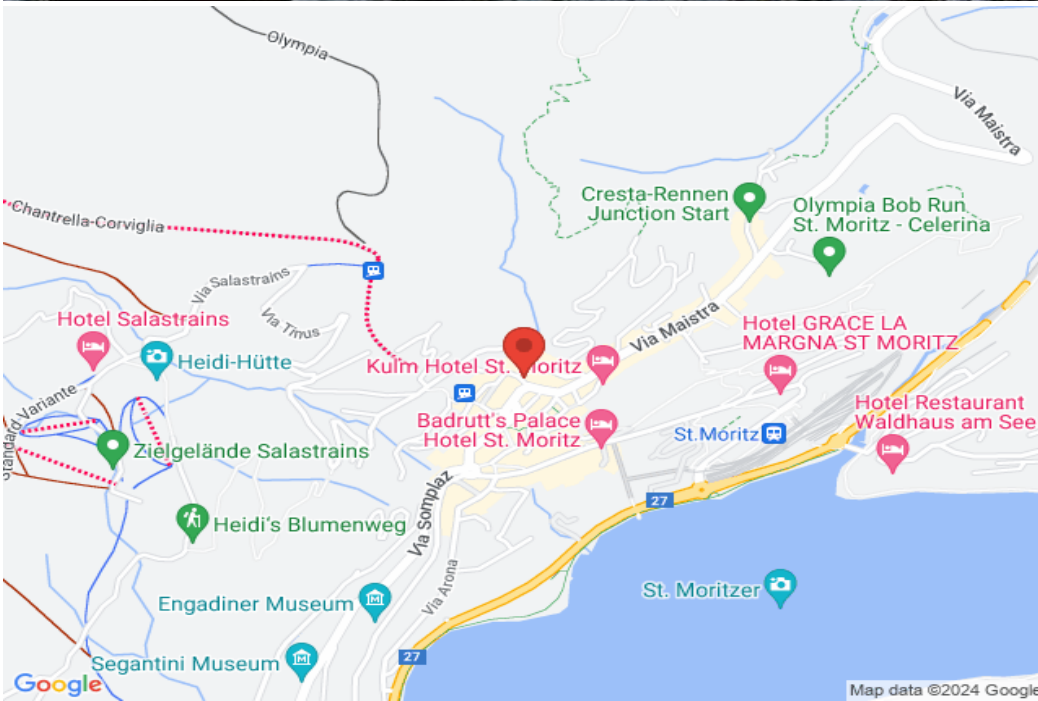 Olympia
Via Maistra
Chantrella-Corviglia
Cresta-Rennen
Junction Start
Olympia Bob Run
St. Moritz - Celerina
Via Salastrains
Via Tinus
Hotel Salastrains
Heidi-Hütte
Via Maistra
Hotel GRACE LA
MARGNA ST MORITZ
Kulm Hotel St. Moritz
Standard-Variante
Badrutt's Palace
Hotel St. Moritz
St.Moritz
Hotel Restaurant
Waldhaus am See
Zielgelände Salastrains
27
Via Somplaz
Heidi's Blumenweg
Via Arona
St. Moritzer
Engadiner Museum
27
Segantini Museum
Google
Map data ©2024 Google